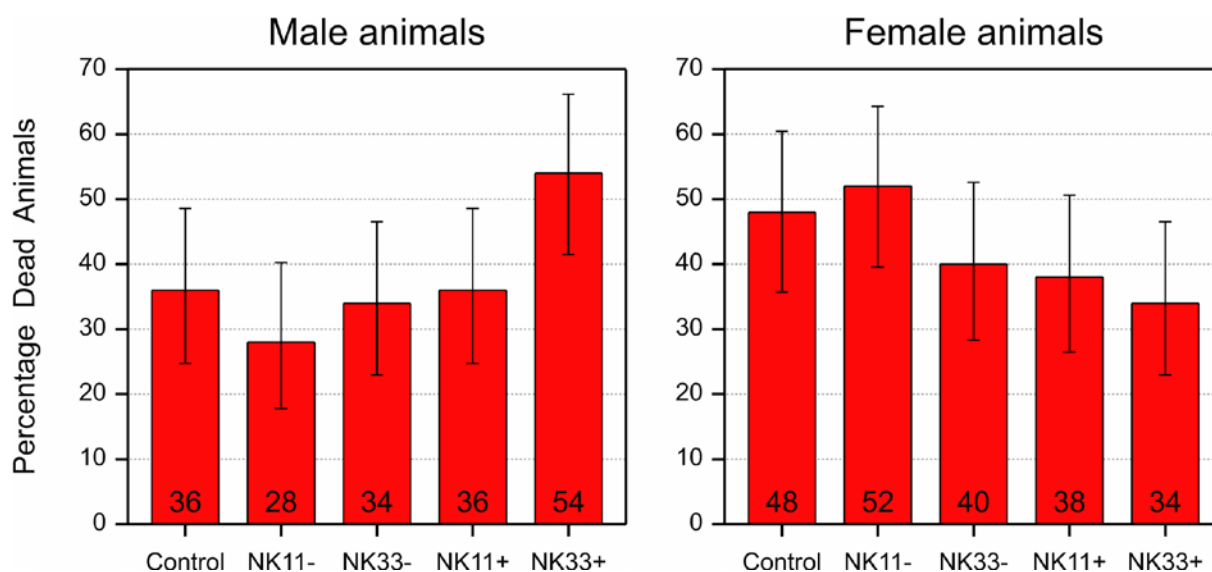 Male animals
Female animals
Percentage Dead Animals
70
60
50
40
30
20
10
0
36 28 34 36 54
Control NK11- NK33- NK11+ NK33+
70
60
50
40
30
20
10
0
48 52 40 38 34
Control NK11- NK33- NK11+ NK33+